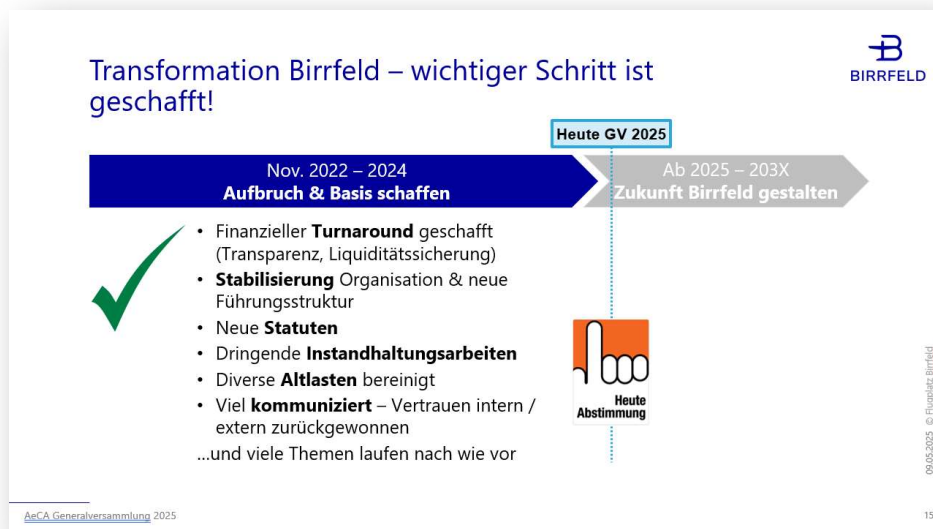 Transformation Birrfeld – wichtiger Schritt ist
geschafft!
BIRRFELD
Heute GV 2025
Nov. 2022 – 2024
Aufbruch & Basis schaffen
Ab 2025 – 203X
Zukunft Birrfeld gestalten
• Finanzieller Turnaround geschafft
(Transparenz, Liquiditätssicherung)
• Stabilisierung Organisation & neue
Führungsstruktur
• Neue Statuten
• Dringende Instandhaltungsarbeiten
• Diverse Altlasten bereinigt
• Viel kommuniziert – Vertrauen intern /
extern zurückgewonnen
...und viele Themen laufen nach wie vor
Heute
Abstimmung
09.05.2025 © Flugplatz Birrfeld
AeCA Generalversammlung 2025
15